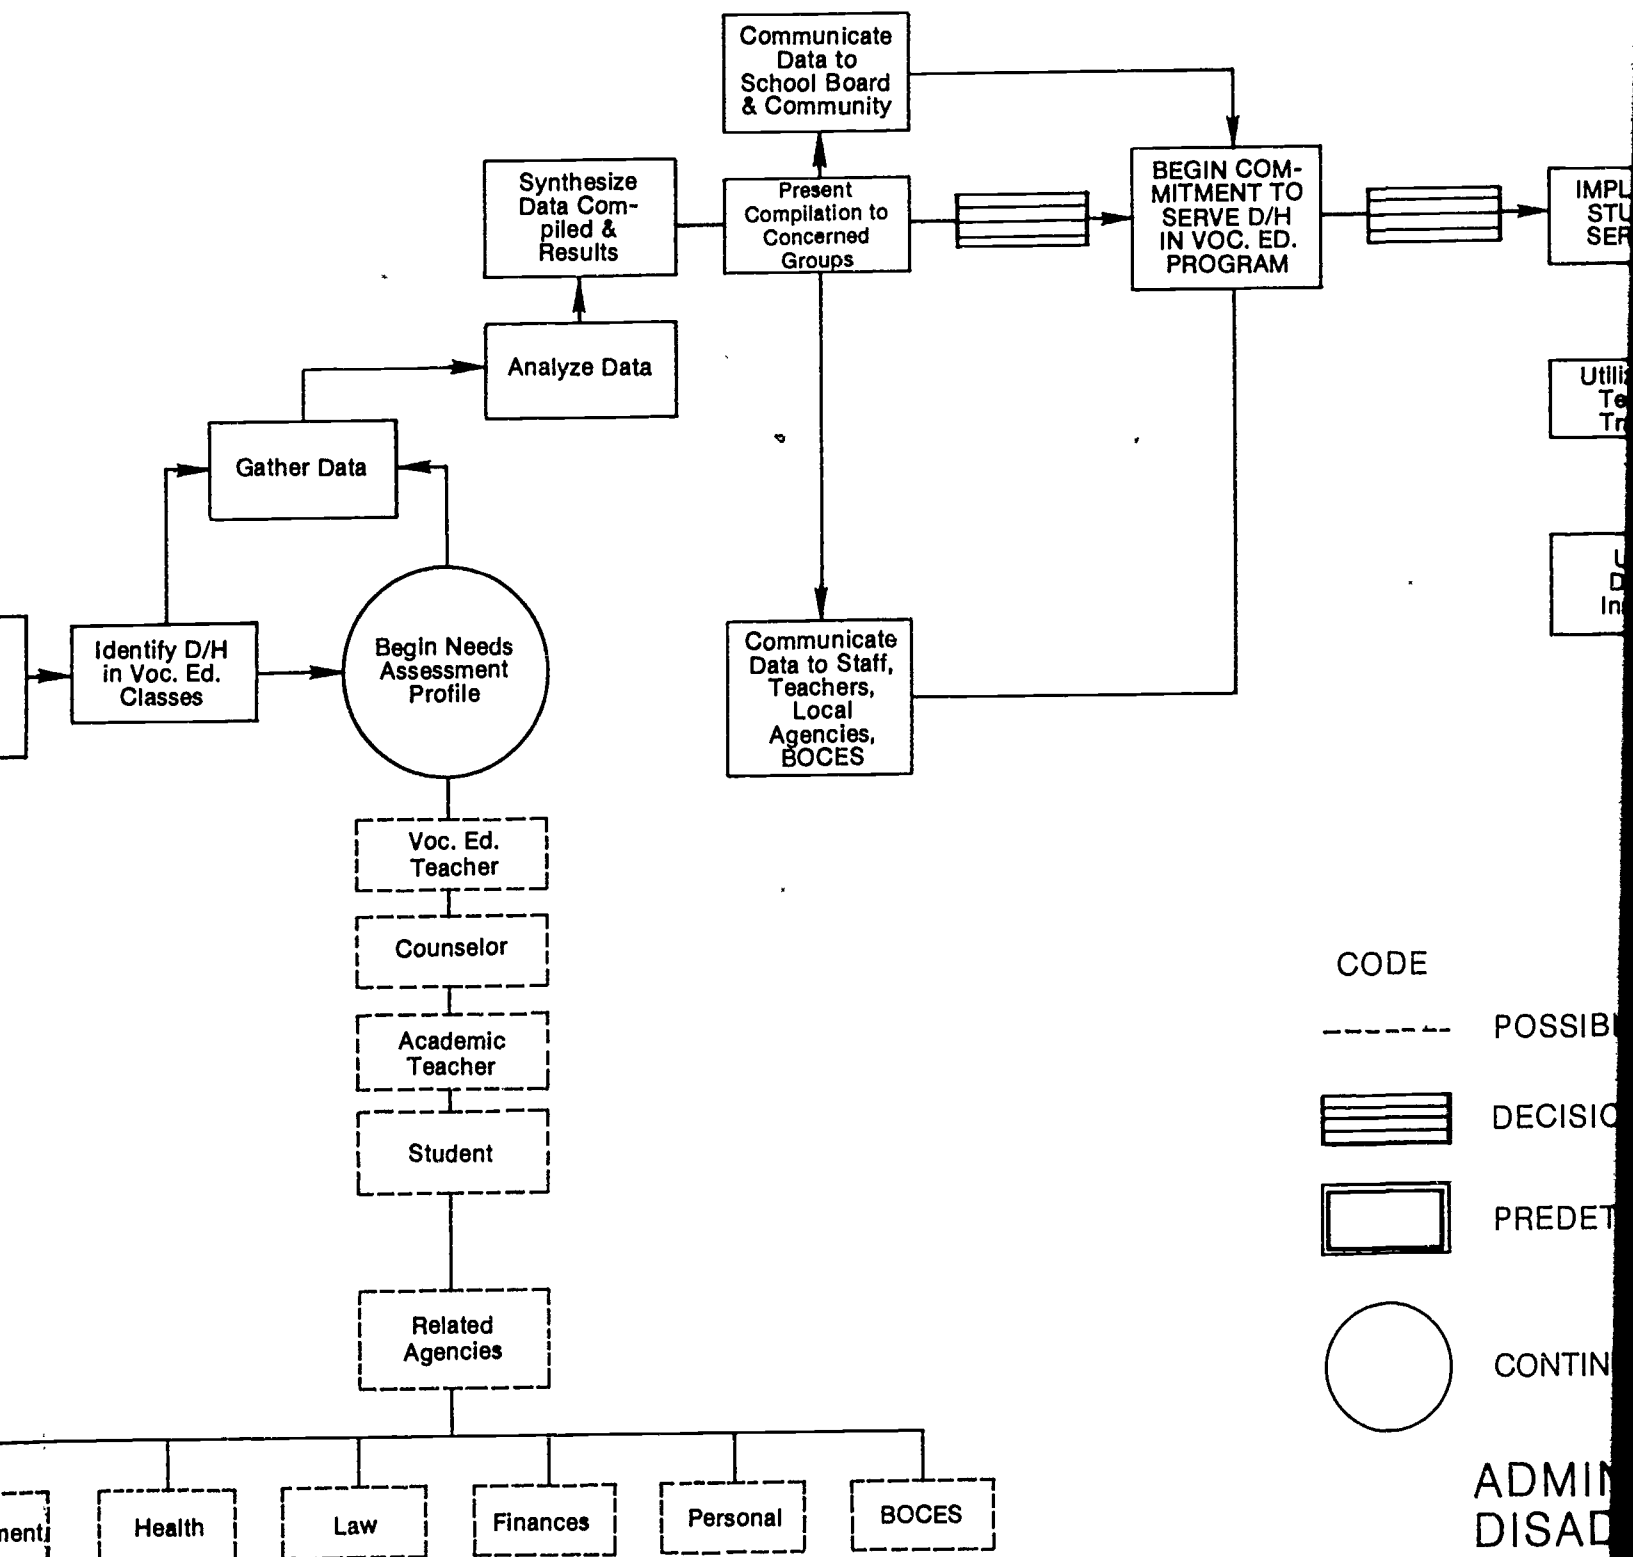 Communicate
Data to
School Board
& Community
Synthesize
Data Com-
piled &
Results
Present
Compilation to
Concerned
Groups
BEGIN COM-
MITMENT TO
SERVE D/H
IN VOC. ED.
PROGRAM
Analyze Data
Gather Data
Identify D/H
in Voc. Ed.
Classes
Begin Needs
Assessment
Profile
Communicate
Data to Staff,
Teachers,
Local
Agencies,
BOCES
Voc. Ed.
Teacher
Counselor
Academic
Teacher
Student
Related
Agencies
Health
Law
Finances
Personal
BOCES
CODE